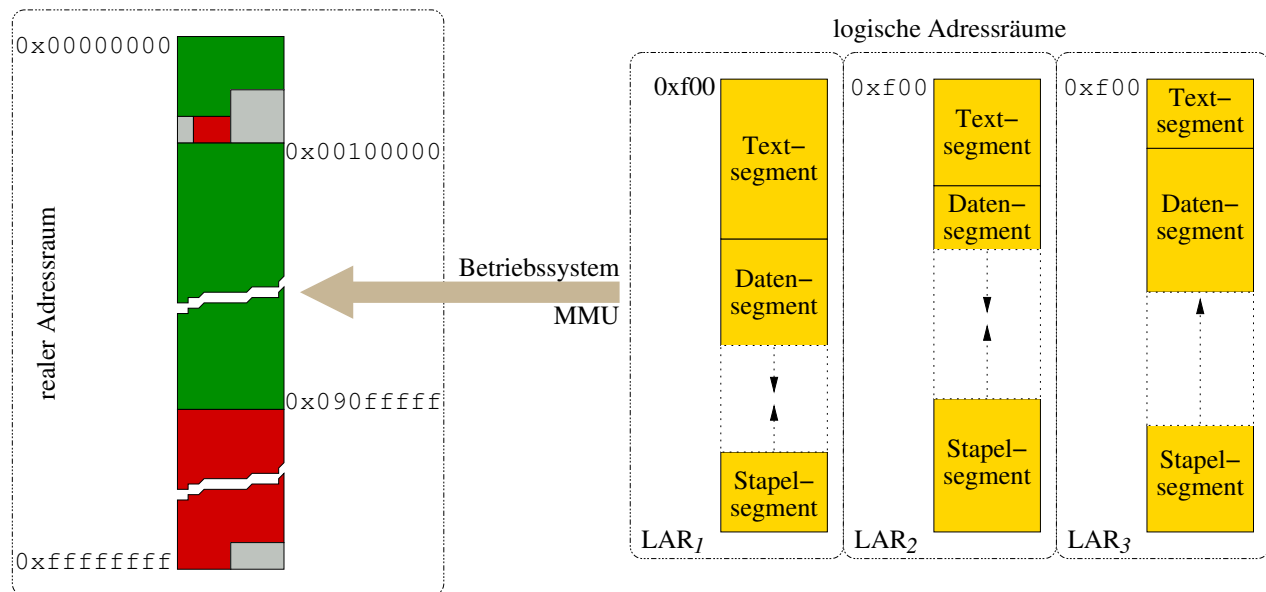 0x00000000
0x00100000
realer Adressraum
0x090fffff
0xffffffff
Betriebssystem
MMU
logische Adressräume
0xf00
Text−
segment
Daten−
segment
Stapel−
segment
LAR1
0xf00
Text−
segment
Daten−
segment
Stapel−
segment
LAR2
0xf00
Text−
segment
Daten−
segment
Stapel−
segment
LAR3